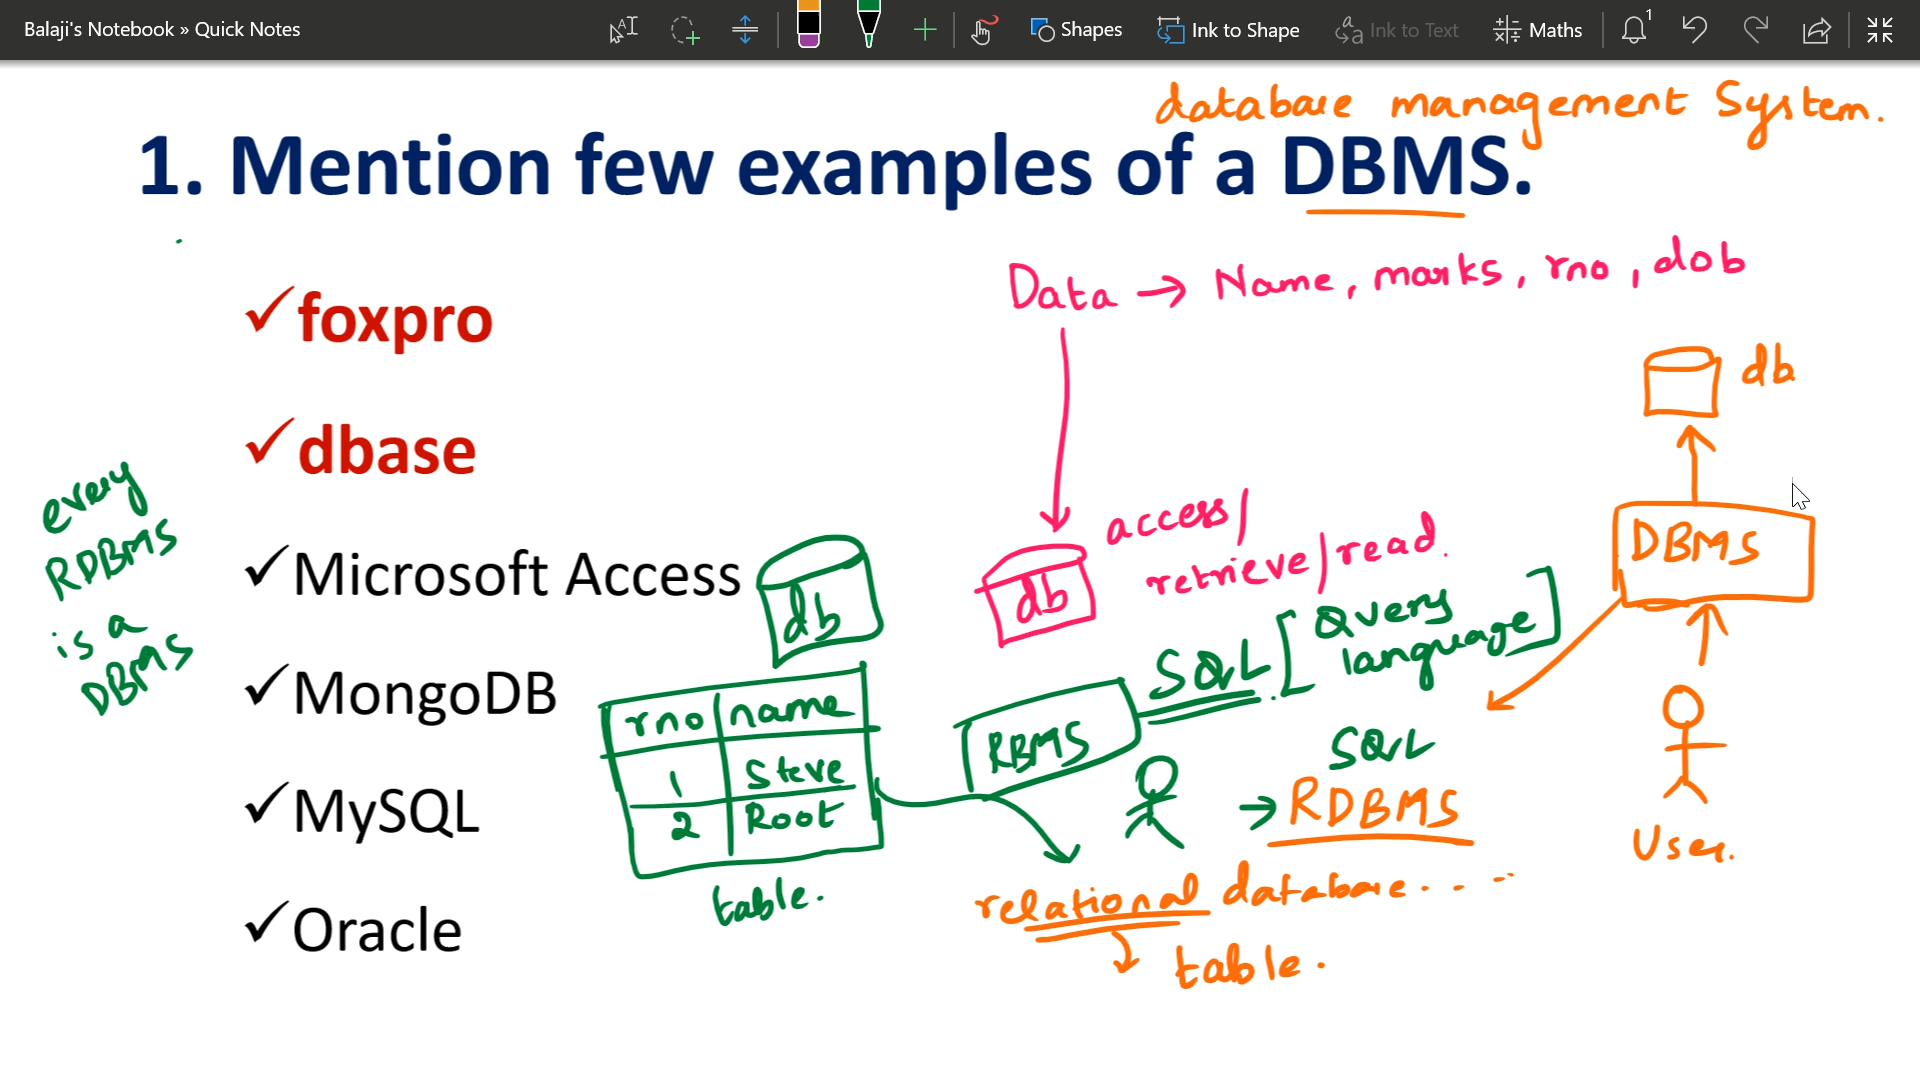 Balaji's Notebook » Quick Notes
Shapes
Ink to Shape
Ink to Text
Maths
1
database management System.
1. Mention few examples of a DBMS.
Data → Name, marks, rno, dob
✓foxpro
db
✓dbase
every
RDBMS
is a
DBMS
access/
retrieve/read.
DBMS
✓Microsoft Access
db
db
SQL [Query
language]
✓MongoDB
rno name
1 Steve
2 Root
table.
RBMS
SQL
→ RDBMS
User.
✓MySQL
relational database....
table.
✓Oracle